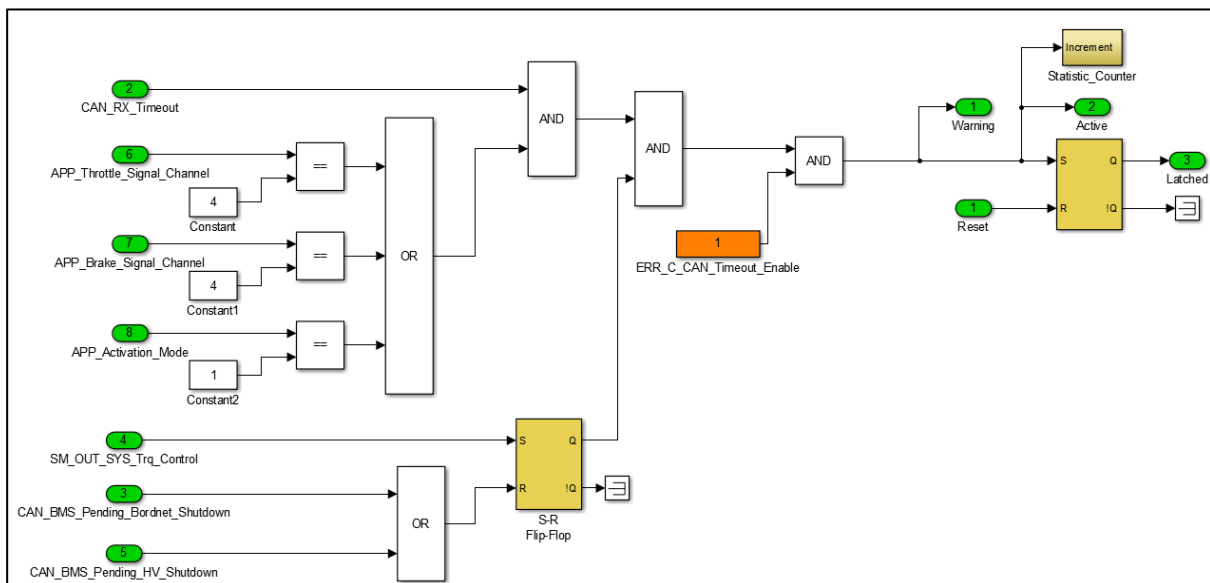 Increment
Statistic_Counter
2
CAN_RX_Timeout
AND
AND
AND
1
Warning
2
Active
6
APP_Throttle_Signal_Channel
==
4
Constant
S
Q
R
!Q
3
Latched
1
Reset
7
APP_Brake_Signal_Channel
==
4
Constant1
OR
1
ERR_C_CAN_Timeout_Enable
8
APP_Activation_Mode
==
1
Constant2
4
SM_OUT_SYS_Trq_Control
S
Q
R
!Q
S-R
Flip-Flop
3
CAN_BMS_Pending_Bordnet_Shutdown
OR
5
CAN_BMS_Pending_HV_Shutdown